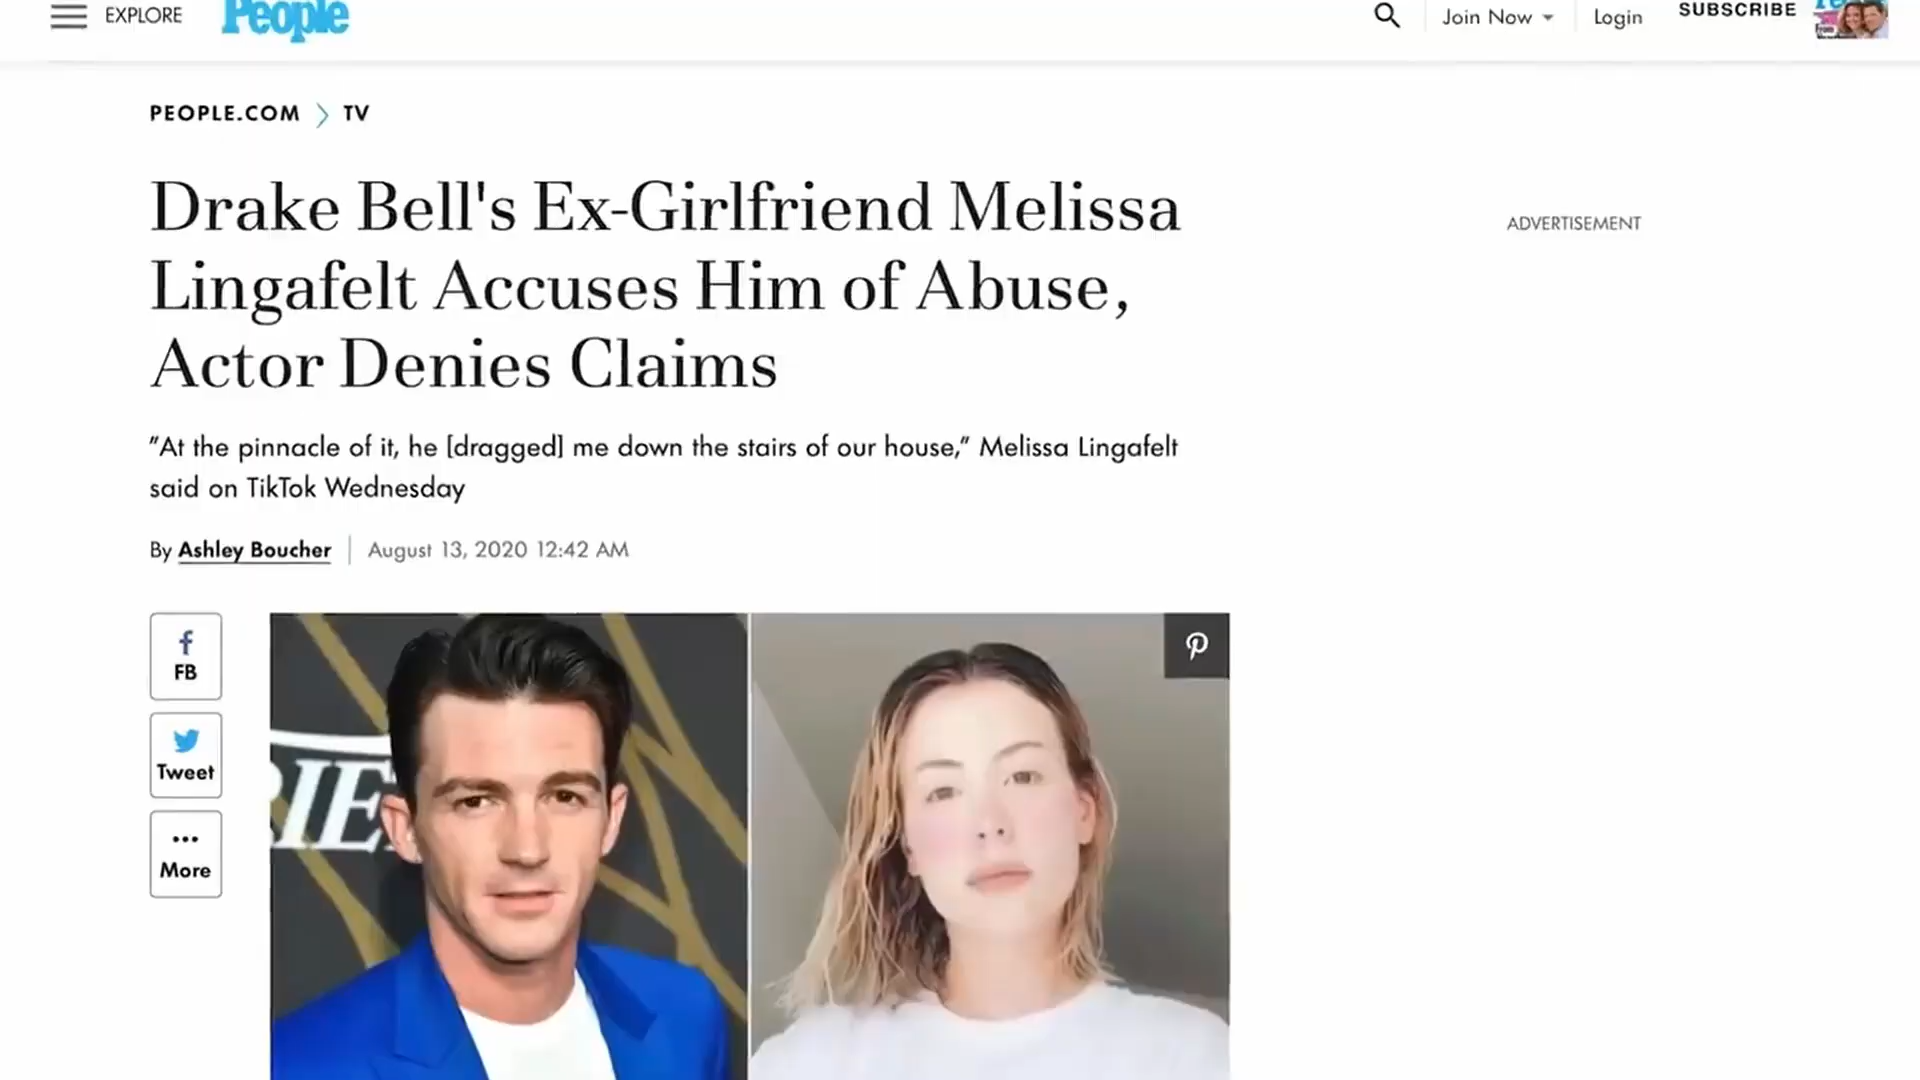 EXPLORE
People
Join Now
Login
SUBSCRIBE
PEOPLE.COM
TV
Drake Bell's Ex-Girlfriend Melissa
Lingafelt Accuses Him of Abuse,
Actor Denies Claims
ADVERTISEMENT
"At the pinnacle of it, he [dragged] me down the stairs of our house," Melissa Lingafelt
said on TikTok Wednesday
By Ashley Boucher
August 13, 2020 12:42 AM
FB
Tweet
More
RIE